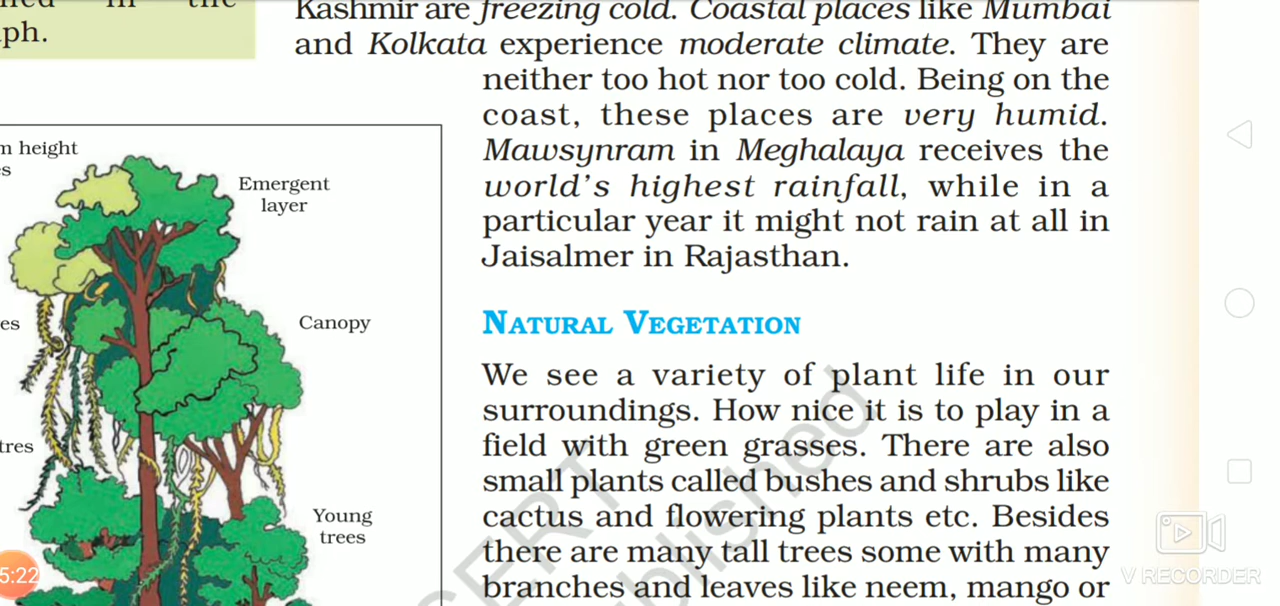 in the
ph.
Kashmir are freezing cold. Coastal places like Mumbai
and Kolkata experience moderate climate. They are
neither too hot nor too cold. Being on the
coast, these places are very humid.
Mawsynram in Meghalaya receives the
world's highest rainfall, while in a
particular year it might not rain at all in
Jaisalmer in Rajasthan.
m height
s
Emergent
layer
es
Canopy
tres
Young
trees
NATURAL VEGETATION
We see a variety of plant life in our
surroundings. How nice it is to play in a
field with green grasses. There are also
small plants called bushes and shrubs like
cactus and flowering plants etc. Besides
there are many tall trees some with many
branches and leaves like neem, mango or
5:22
V RECORDER